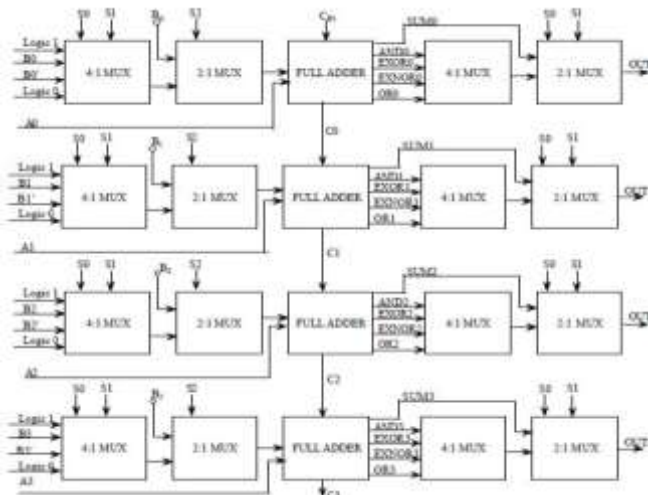 S0 S1 B0 S2 Cin SUM0 S0 S1
Logic 1
B0
B0'
Logic 0
4:1 MUX 2:1 MUX FULL ADDER 4:1 MUX 2:1 MUX
AND0
EXOR0
EXNOR0
OR0
OUT
A0
C0
S0 S1 B1 S2 SUM1 S0 S1
Logic 1
B1
B1'
Logic 0
4:1 MUX 2:1 MUX FULL ADDER 4:1 MUX 2:1 MUX
AND1
EXOR1
EXNOR1
OR1
OUT
A1
C1
S0 S1 B2 S2 SUM2 S0 S1
Logic 1
B2
B2'
Logic 0
4:1 MUX 2:1 MUX FULL ADDER 4:1 MUX 2:1 MUX
AND2
EXOR2
EXNOR2
OR2
OUT
A2
C2
S0 S1 S2 SUM3 S0 S1
Logic 1
B3
Logic 0
4:1 MUX 2:1 MUX FULL ADDER 4:1 MUX 2:1 MUX
AND3
EXOR3
EXNOR3
OR3
OUT
A3
C3